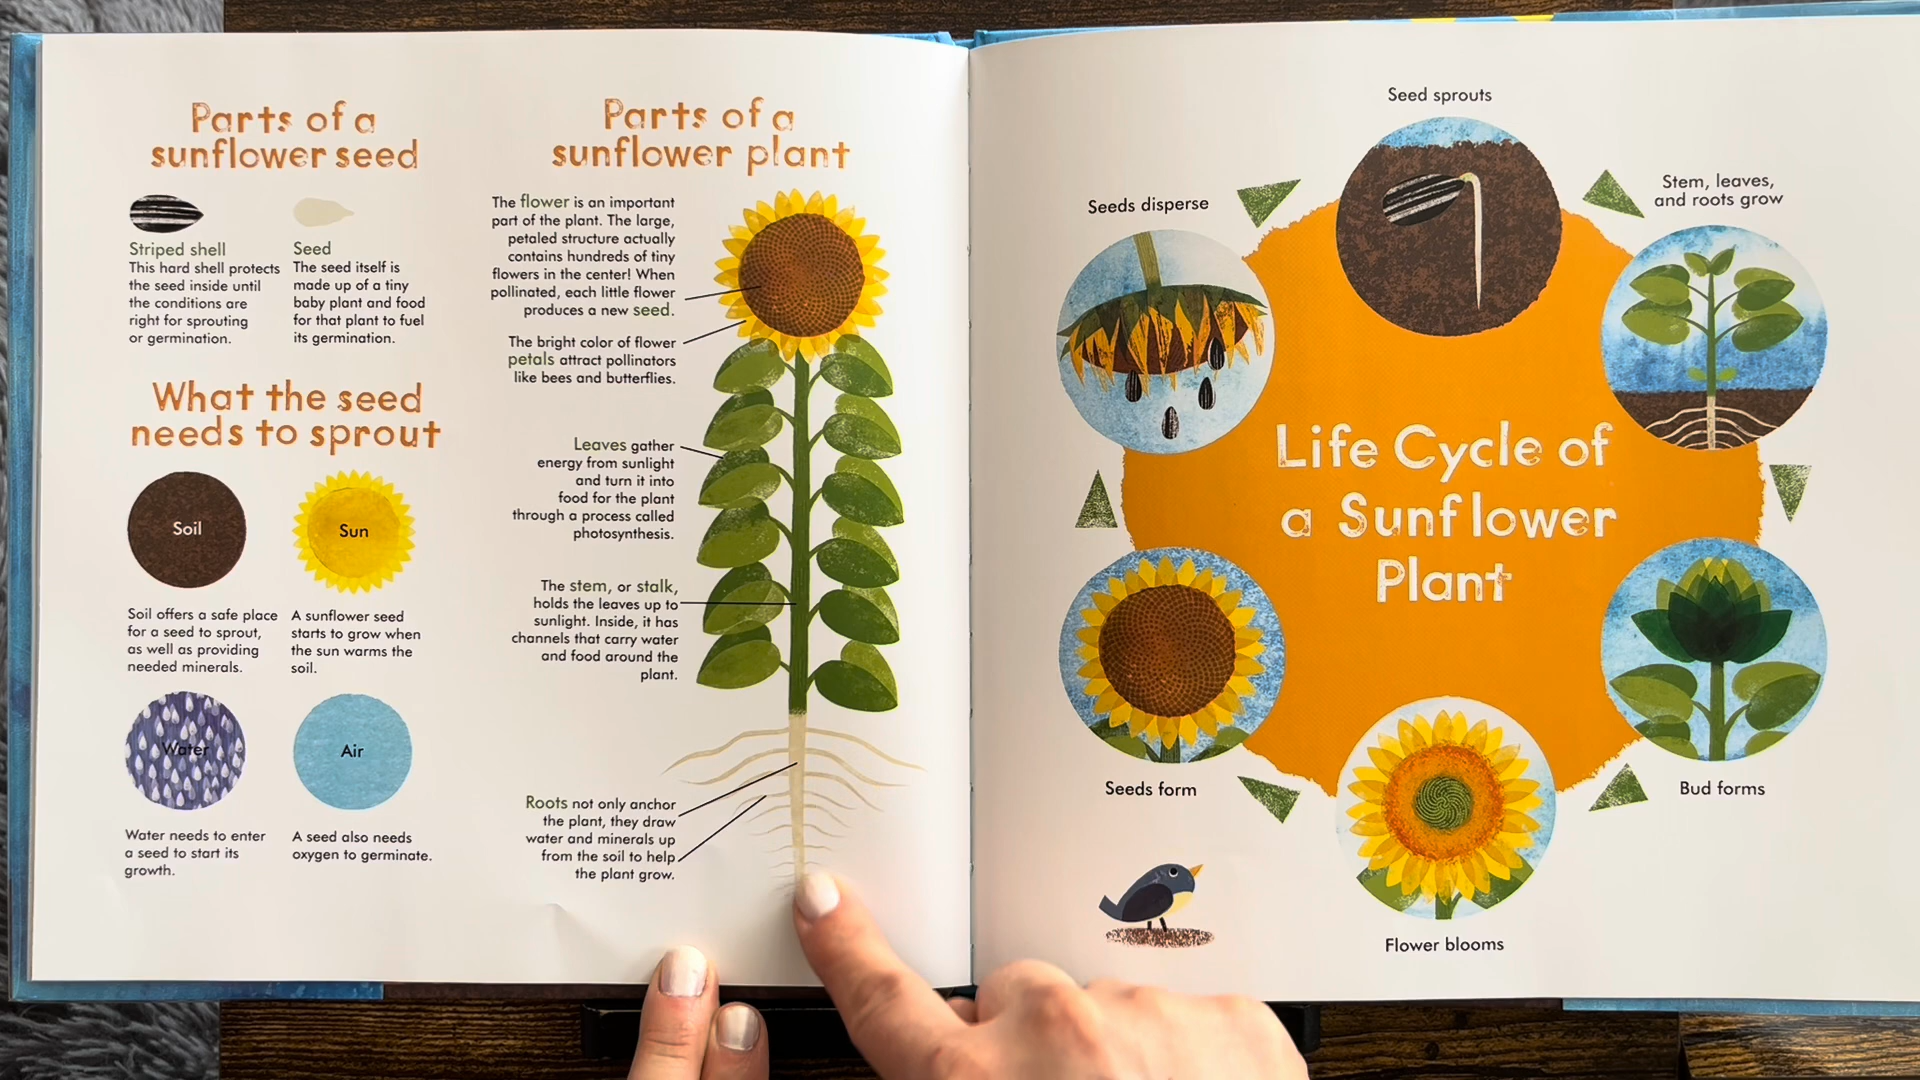 Parts of a
sunflower seed
Striped shell
This hard shell protects
the seed inside until
the conditions are
right for sprouting
or germination.
Seed
The seed itself is
made up of a tiny
baby plant and food
for that plant to fuel
its germination.
What the seed
needs to sprout
Soil
Soil offers a safe place
for a seed to sprout,
as well as providing
needed minerals.
Sun
A sunflower seed
starts to grow when
the sun warms the
soil.
Water
Water needs to enter
a seed to start its
growth.
Air
A seed also needs
oxygen to germinate.
Parts of a
sunflower plant
The flower is an important
part of the plant. The large,
petaled structure actually
contains hundreds of tiny
flowers in the center! When
pollinated, each little flower
produces a new seed.
The bright color of flower
petals attract pollinators
like bees and butterflies.
Leaves gather
energy from sunlight
and turn it into
food for the plant
through a process called
photosynthesis.
The stem, or stalk,
holds the leaves up to
sunlight. Inside, it has
channels that carry water
and food around the
plant.
Roots not only anchor
the plant, they draw
water and minerals up
from the soil to help
the plant grow.
Life Cycle of
a Sunflower
Plant
Seed sprouts
Stem, leaves,
and roots grow
Bud forms
Flower blooms
Seeds form
Seeds disperse